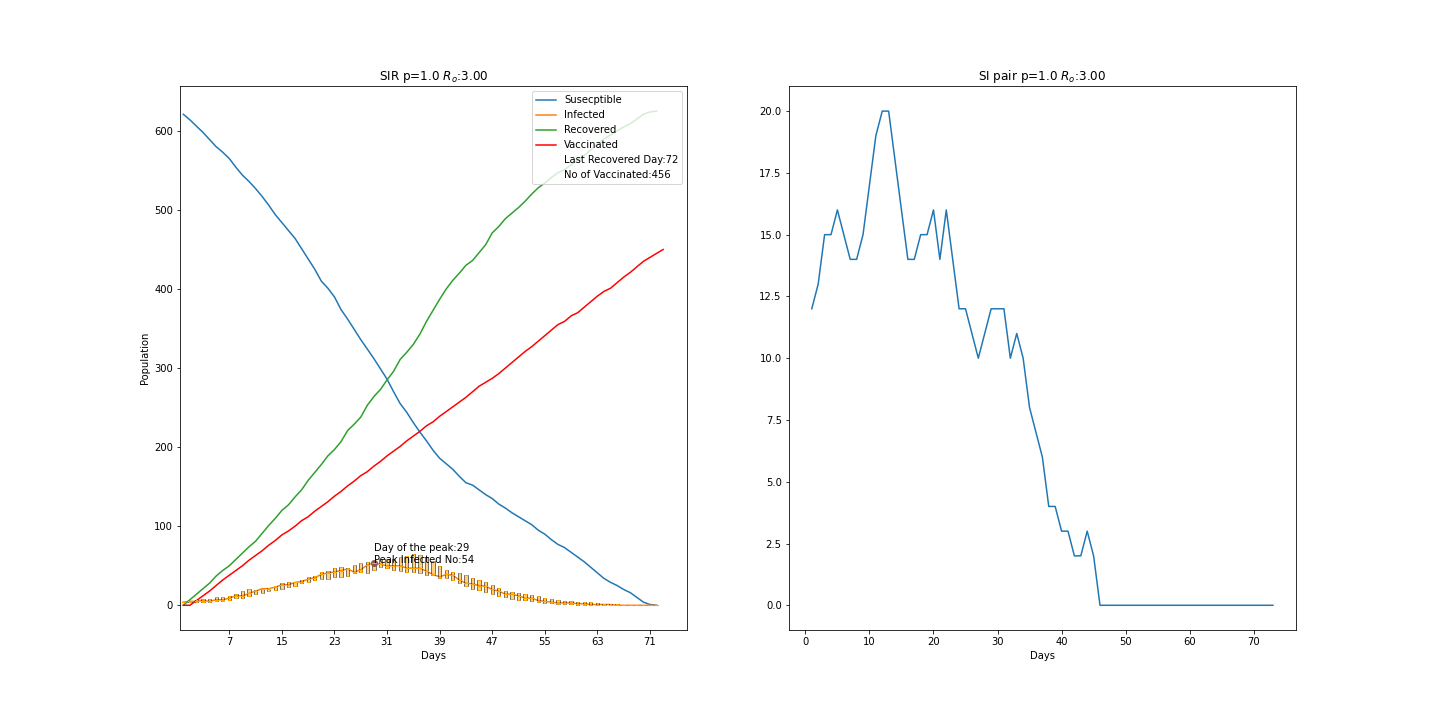 SIR p=1.0 Rₒ:3.00
Susecptible
Infected
Recovered
Vaccinated
Last Recovered Day:72
No of Vaccinated:456
600
500
400
300
200
100
0
Population
Day of the peak:29
Peak Infected No:54
7 15 23 31 39 47 55 63 71
Days
SI pair p=1.0 Rₒ:3.00
20.0
17.5
15.0
12.5
10.0
7.5
5.0
2.5
0.0
0 10 20 30 40 50 60 70
Days